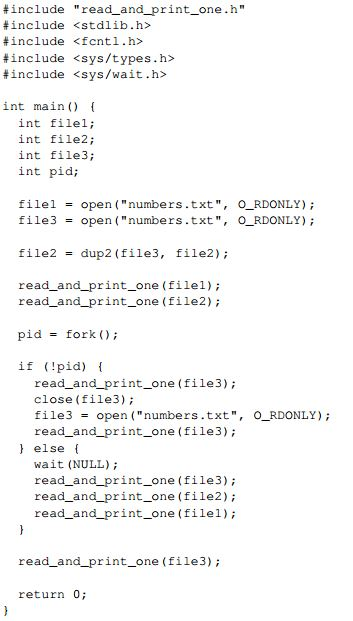 #include "read_and_print_one.h"
#include <stdlib.h>
#include <fcntl.h>
#include <sys/types.h>
#include <sys/wait.h>
int main() {
int file1;
int file2;
int file3;
int pid;
file1 = open("numbers.txt", O_RDONLY);
file3 = open("numbers.txt", O_RDONLY);
file2 = dup2(file3, file2);
read_and_print_one(file1);
read_and_print_one(file2);
pid = fork();
if (!pid) {
read_and_print_one(file3);
close(file3);
file3 = open("numbers.txt", O_RDONLY);
read_and_print_one(file3);
} else {
wait(NULL);
read_and_print_one(file3);
read_and_print_one(file2);
read_and_print_one(file1);
}
read_and_print_one(file3);
return 0;
}